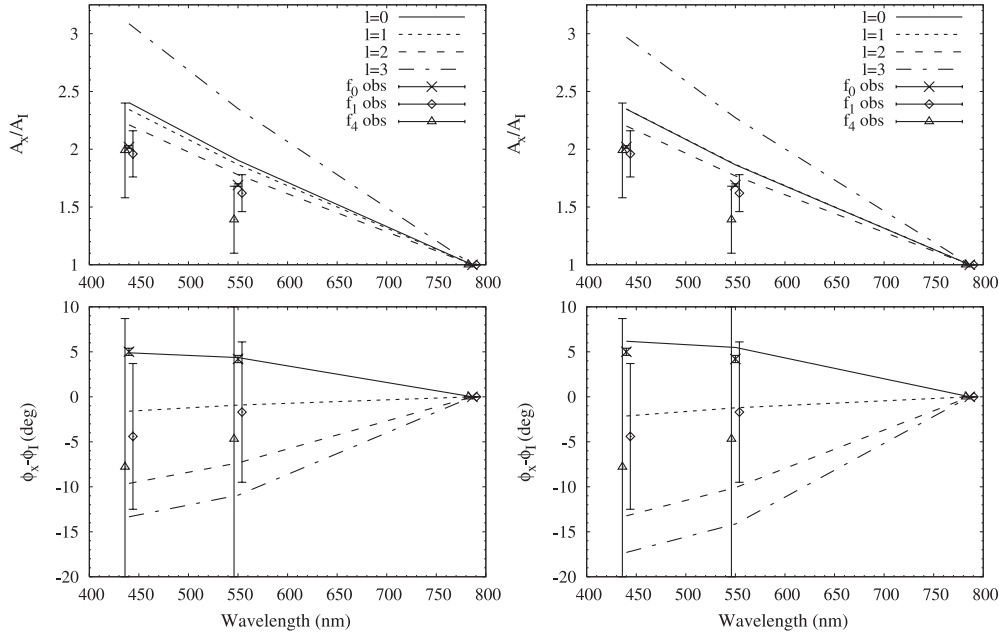 3
2.5
2
1.5
1
A_x/A_I
l=0
l=1
l=2
l=3
f_0 obs
f_1 obs
f_4 obs
400 450 500 550 600 650 700 750 800
3
2.5
2
1.5
1
A_x/A_I
l=0
l=1
l=2
l=3
f_0 obs
f_1 obs
f_4 obs
400 450 500 550 600 650 700 750 800
10
5
0
-5
-10
-15
-20
ϕ_x-ϕ_I (deg)
400 450 500 550 600 650 700 750 800
Wavelength (nm)
10
5
0
-5
-10
-15
-20
ϕ_x-ϕ_I (deg)
400 450 500 550 600 650 700 750 800
Wavelength (nm)